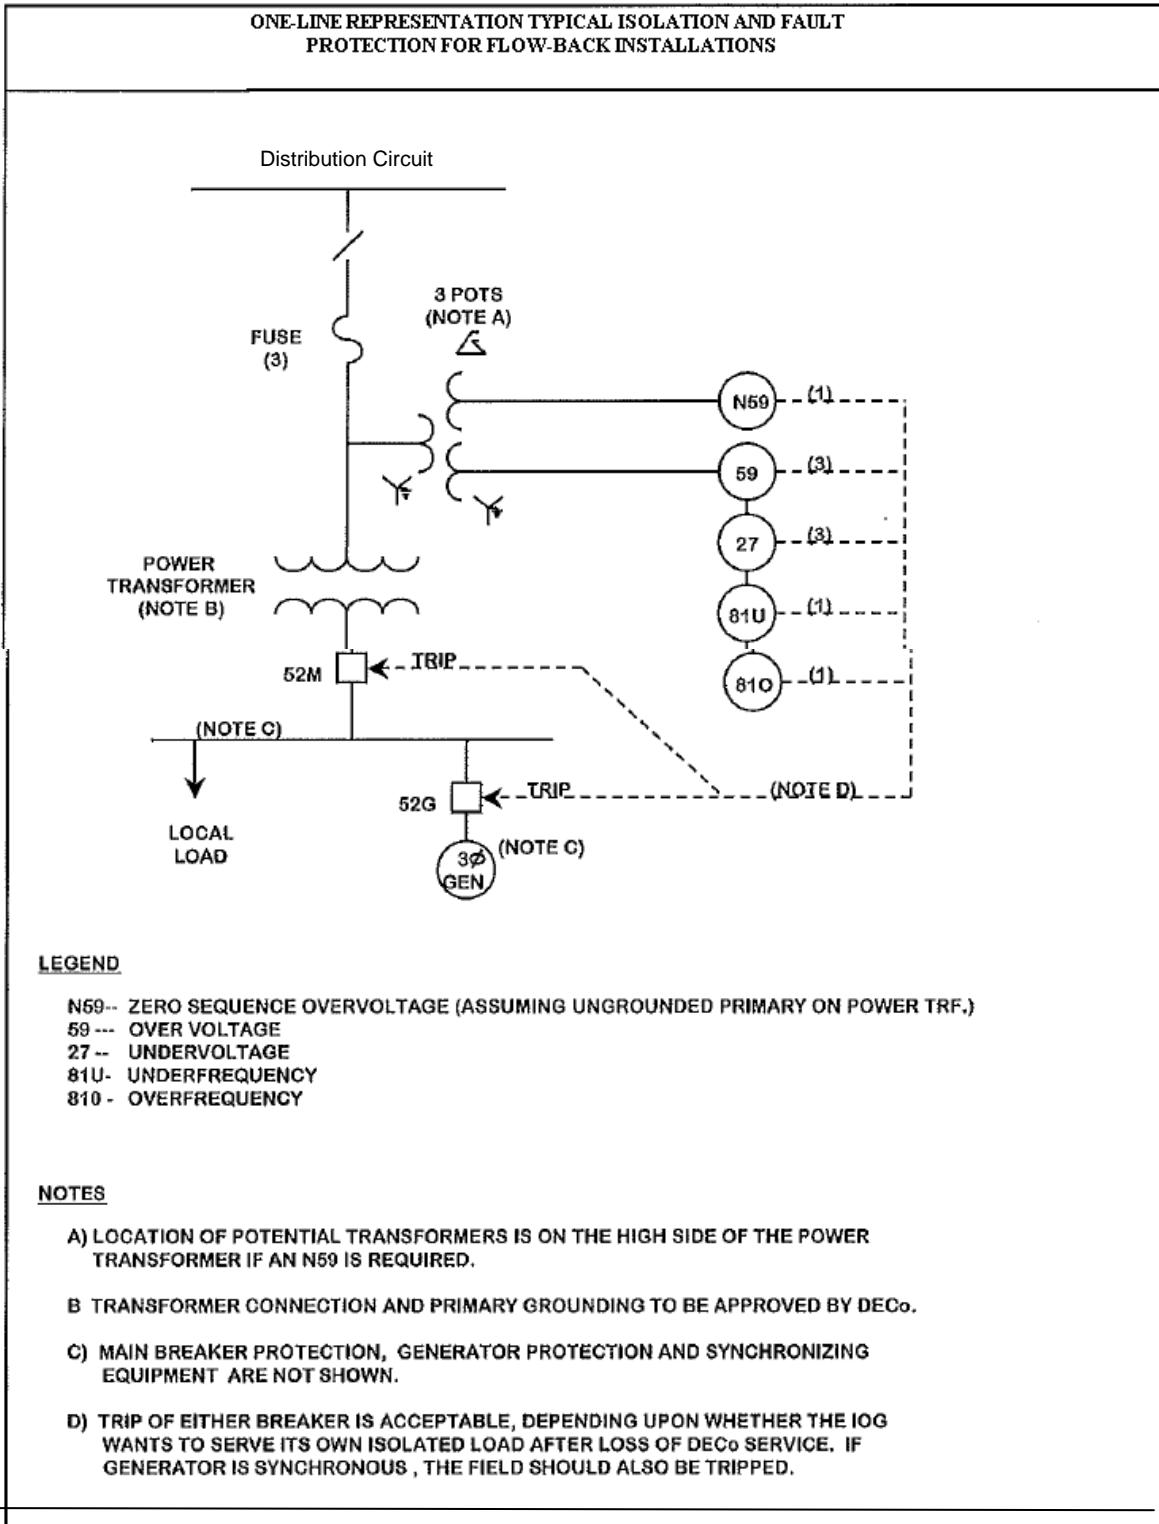 ONE-LINE REPRESENTATION TYPICAL ISOLATION AND FAULT
PROTECTION FOR FLOW-BACK INSTALLATIONS
Distribution Circuit
3 POTS
(NOTE A)
FUSE
(3)
N59
(1)
59
(3)
27
(3)
81U
(1)
81O
(1)
POWER
TRANSFORMER
(NOTE B)
52M
TRIP
(NOTE C)
52G
TRIP
(NOTE D)
LOCAL
LOAD
3Ø
GEN
(NOTE C)
LEGEND
N59-- ZERO SEQUENCE OVERVOLTAGE (ASSUMING UNGROUNDED PRIMARY ON POWER TRF.)
59 --- OVER VOLTAGE
27 -- UNDERVOLTAGE
81U- UNDERFREQUENCY
810 - OVERFREQUENCY
NOTES
A) LOCATION OF POTENTIAL TRANSFORMERS IS ON THE HIGH SIDE OF THE POWER
TRANSFORMER IF AN N59 IS REQUIRED.
B TRANSFORMER CONNECTION AND PRIMARY GROUNDING TO BE APPROVED BY DECo.
C) MAIN BREAKER PROTECTION, GENERATOR PROTECTION AND SYNCHRONIZING
EQUIPMENT ARE NOT SHOWN.
D) TRIP OF EITHER BREAKER IS ACCEPTABLE, DEPENDING UPON WHETHER THE IOG
WANTS TO SERVE ITS OWN ISOLATED LOAD AFTER LOSS OF DECo SERVICE. IF
GENERATOR IS SYNCHRONOUS , THE FIELD SHOULD ALSO BE TRIPPED.